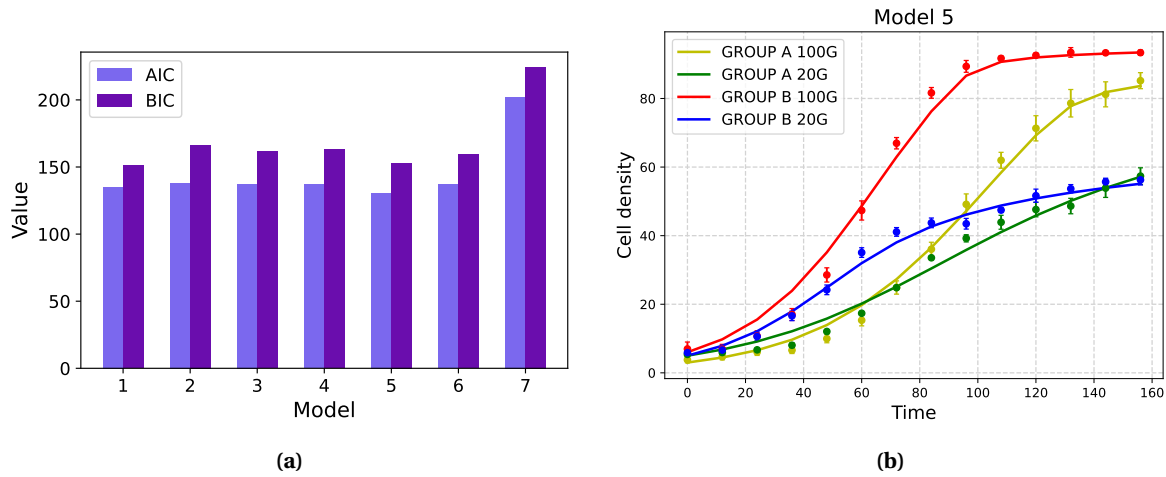 AIC
BIC
200
150
100
50
0
Value
1 2 3 4 5 6 7
Model
(a)
Model 5
GROUP A 100G
GROUP A 20G
GROUP B 100G
GROUP B 20G
80
60
40
20
0
Cell density
0 20 40 60 80 100 120 140 160
Time
(b)